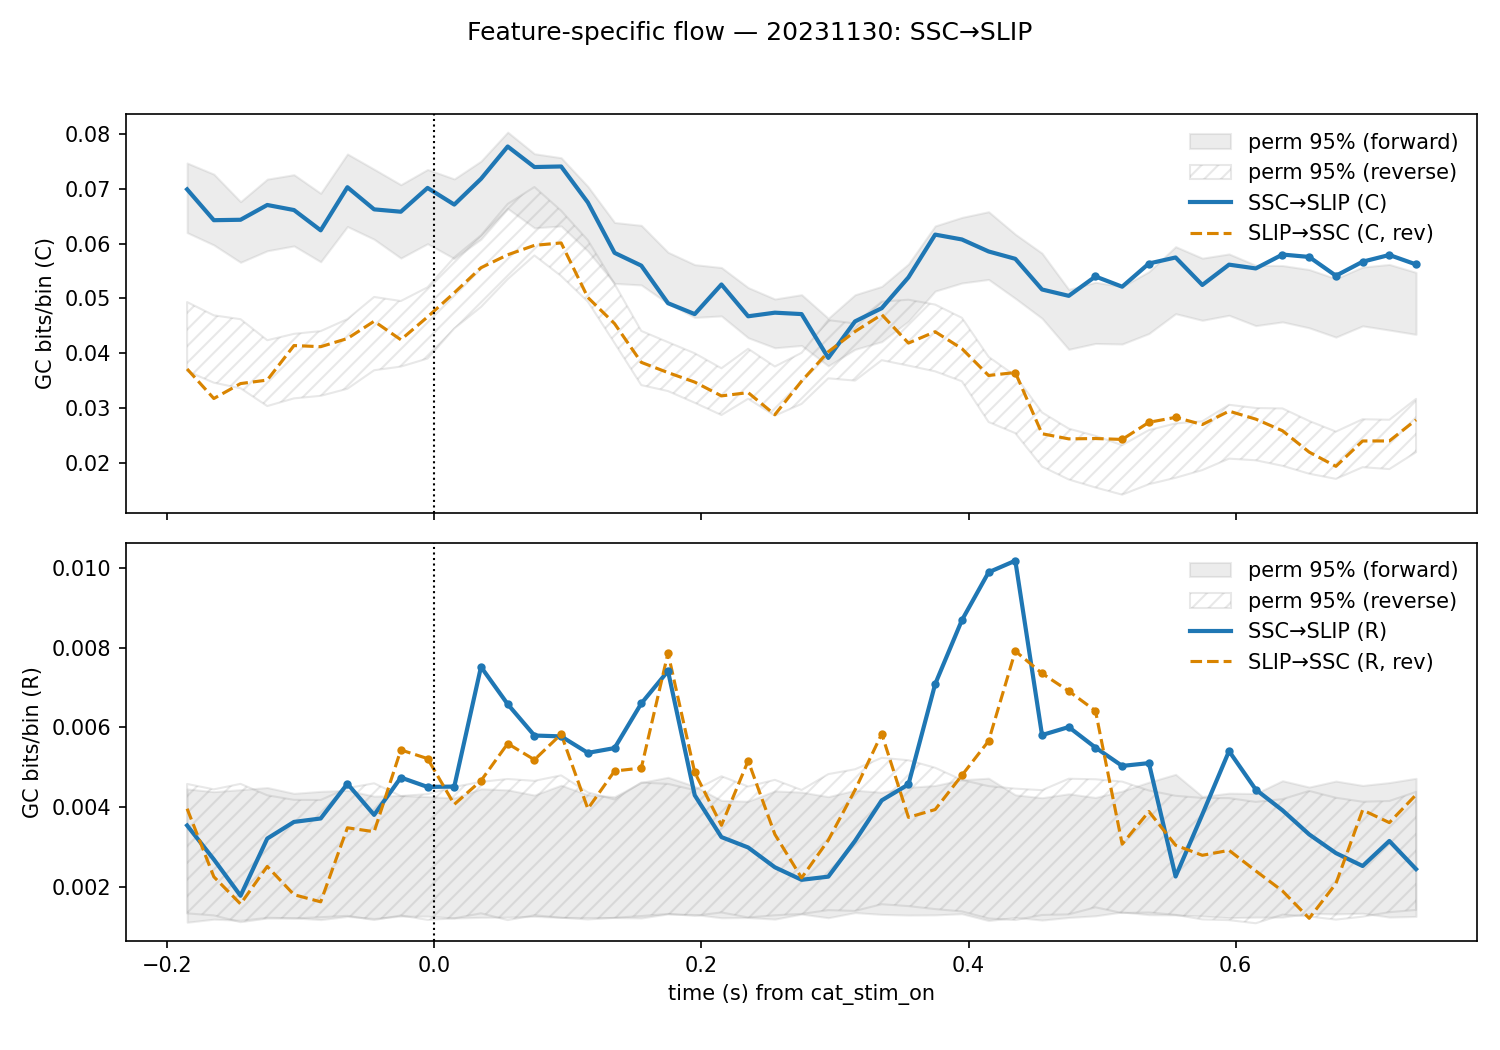 Feature-specific flow — 20231130: SSC→SLIP
GC bits/bin (C)
0.08
0.07
0.06
0.05
0.04
0.03
0.02
perm 95% (forward)
perm 95% (reverse)
SSC→SLIP (C)
SLIP→SSC (C, rev)
GC bits/bin (R)
0.010
0.008
0.006
0.004
0.002
perm 95% (forward)
perm 95% (reverse)
SSC→SLIP (R)
SLIP→SSC (R, rev)
−0.2 0.0 0.2 0.4 0.6
time (s) from cat_stim_on